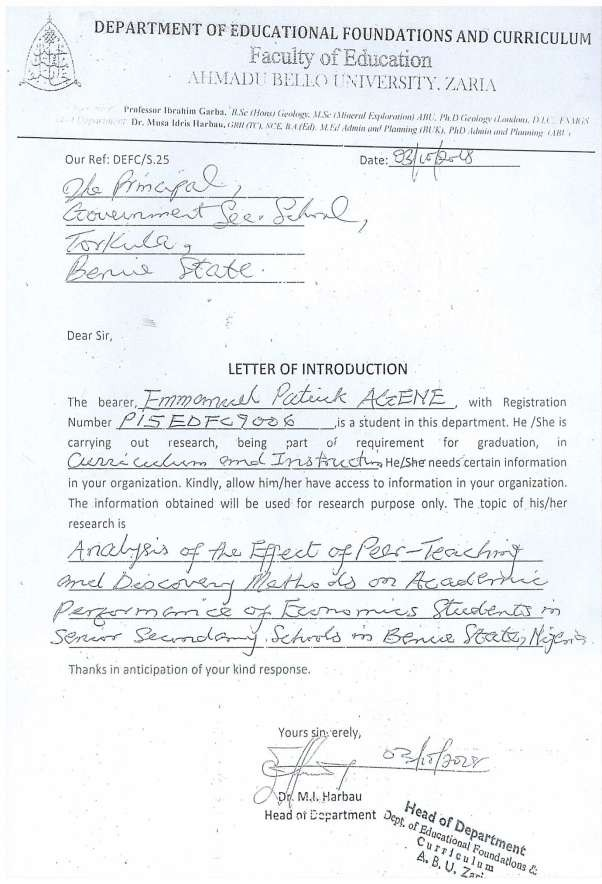 DEPARTMENT OF EDUCATIONAL FOUNDATIONS AND CURRICULUM
Faculty of Education
AHMADU BELLO UNIVERSITY, ZARIA
Professor Ibrahim Garba, B.Sc (Hons) Geology, M.Sc (Mineral Exploration) ABU, Ph.D Geology (London), D.I.C., FNMGS
Dr. Musa Idris Harbau, GRII (TC), NCE, B.A (Ed), M.Ed Admin and Planning (BUK), PhD Admin and Planning (ABU)
Our Ref: DEFC/S.25 Date:
The Principal,
Government Sec. School,
Torkula,
Benue State.
Dear Sir,
LETTER OF INTRODUCTION
The bearer, Emmanuel Patrick AGENE, with Registration
Number P15EDFC9006, is a student in this department. He /She is
carrying out research, being part of requirement for graduation, in
Curriculum and Instruction He/She needs certain information
in your organization. Kindly, allow him/her have access to information in your organization.
The information obtained will be used for research purpose only. The topic of his/her
research is
Analysis of the Effect of Peer-Teaching
and Discovery Methods on Academic
Performance of Economics Students in
Senior Secondary Schools in Benue State, Nigeria.
Thanks in anticipation of your kind response.
Yours sincerely,
Dr. M.I. Harbau
Head of Department
Head of Department
Dept. of Educational Foundations &
Curriculum
A. B. U. Zari